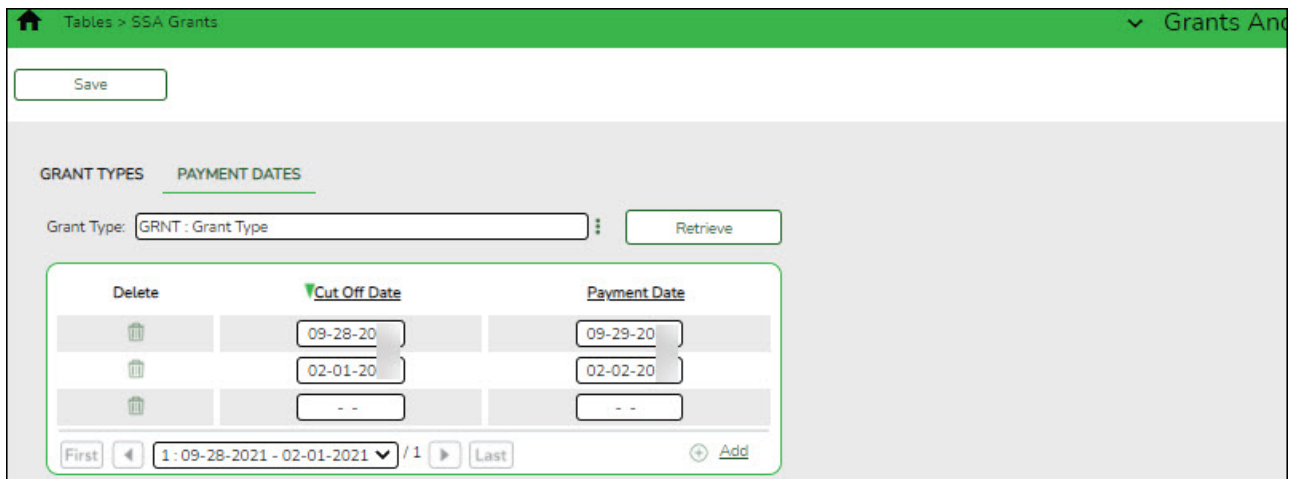 Tables > SSA Grants
Grants And
Save
GRANT TYPES PAYMENT DATES
Grant Type: GRNT : Grant Type Retrieve
Delete Cut Off Date Payment Date
09-28-20 09-29-20
02-01-20 02-02-20
- - - -
First 1 : 09-28-2021 - 02-01-2021 / 1 Last Add